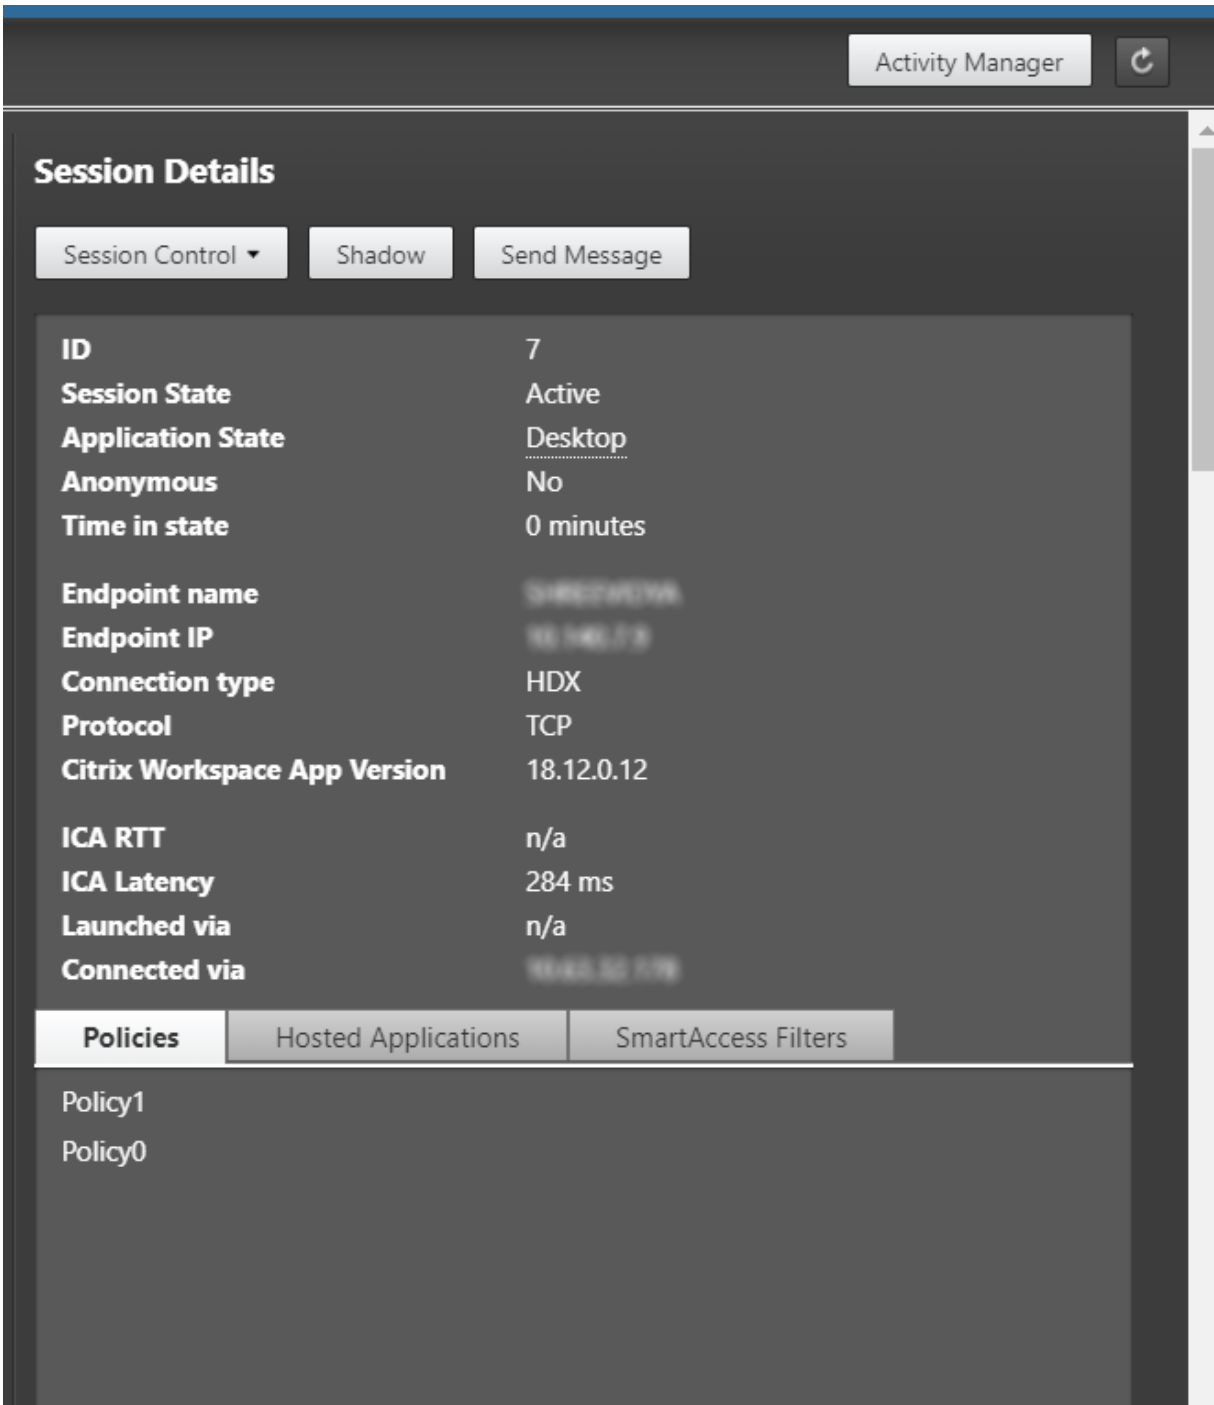 Activity Manager
Session Details
Session Control Shadow Send Message
ID 7
Session State Active
Application State Desktop
Anonymous No
Time in state 0 minutes
Endpoint name
Endpoint IP
Connection type HDX
Protocol TCP
Citrix Workspace App Version 18.12.0.12
ICA RTT n/a
ICA Latency 284 ms
Launched via n/a
Connected via
Policies Hosted Applications SmartAccess Filters
Policy1
Policy0